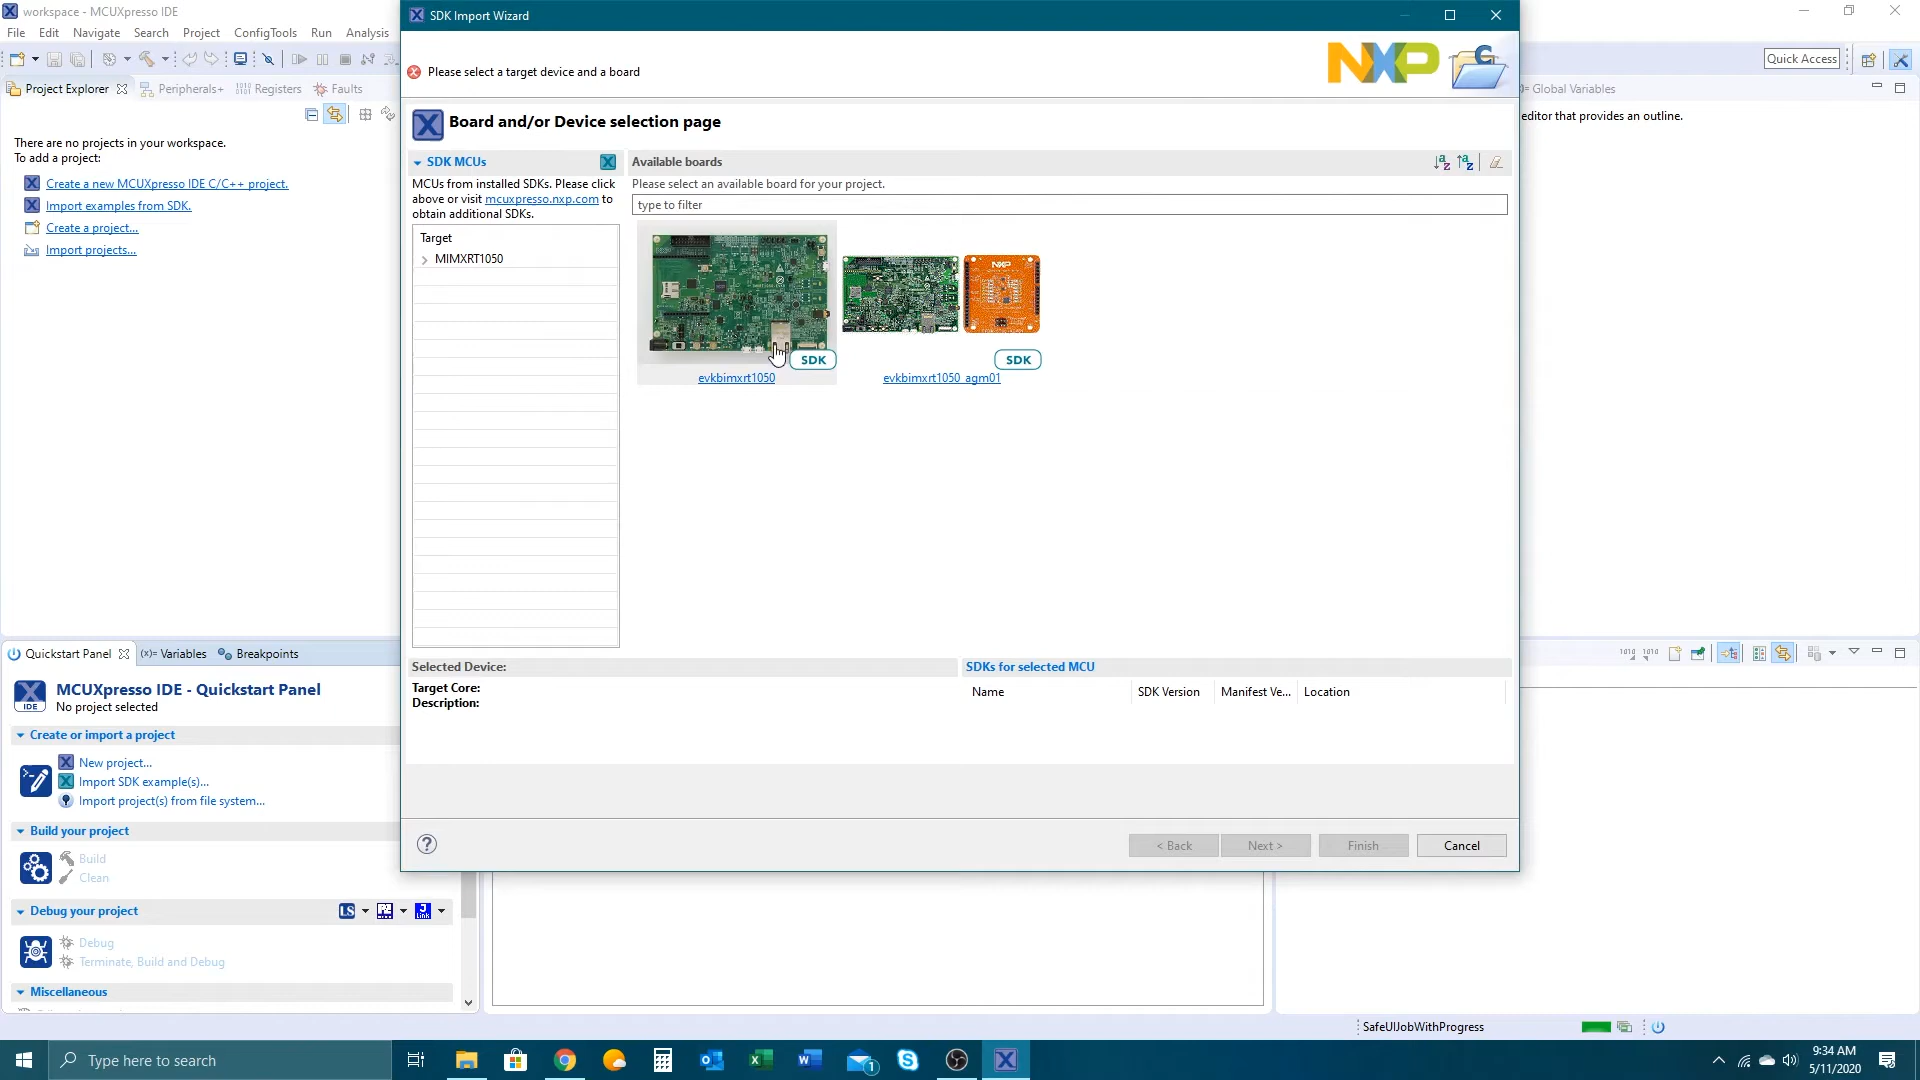 workspace - MCUXpresso IDE
File Edit Navigate Search Project ConfigTools Run Analysis
Quick Access
Project Explorer Peripherals+ Registers Faults
There are no projects in your workspace.
To add a project:
Create a new MCUXpresso IDE C/C++ project.
Import examples from SDK.
Create a project...
Import projects...
SDK Import Wizard
Please select a target device and a board
NXP
Board and/or Device selection page
SDK MCUs
MCUs from installed SDKs. Please click
above or visit mcuxpresso.nxp.com to
obtain additional SDKs.
Target
MIMXRT1050
Available boards
Please select an available board for your project.
type to filter
NXP
SDK
SDK
evkbimxrt1050
evkbimxrt1050_agm01
Selected Device:
Target Core:
Description:
SDKs for selected MCU
Name SDK Version Manifest Ve... Location
< Back Next > Finish Cancel
Global Variables
editor that provides an outline.
Quickstart Panel (x)= Variables Breakpoints
IDE
MCUXpresso IDE - Quickstart Panel
No project selected
Create or import a project
New project...
Import SDK example(s)...
Import project(s) from file system...
Build your project
Build
Clean
Debug your project
LS
Link
Debug
Terminate, Build and Debug
Miscellaneous
SafeUIJobWithProgress
Type here to search
1
9:34 AM
5/11/2020